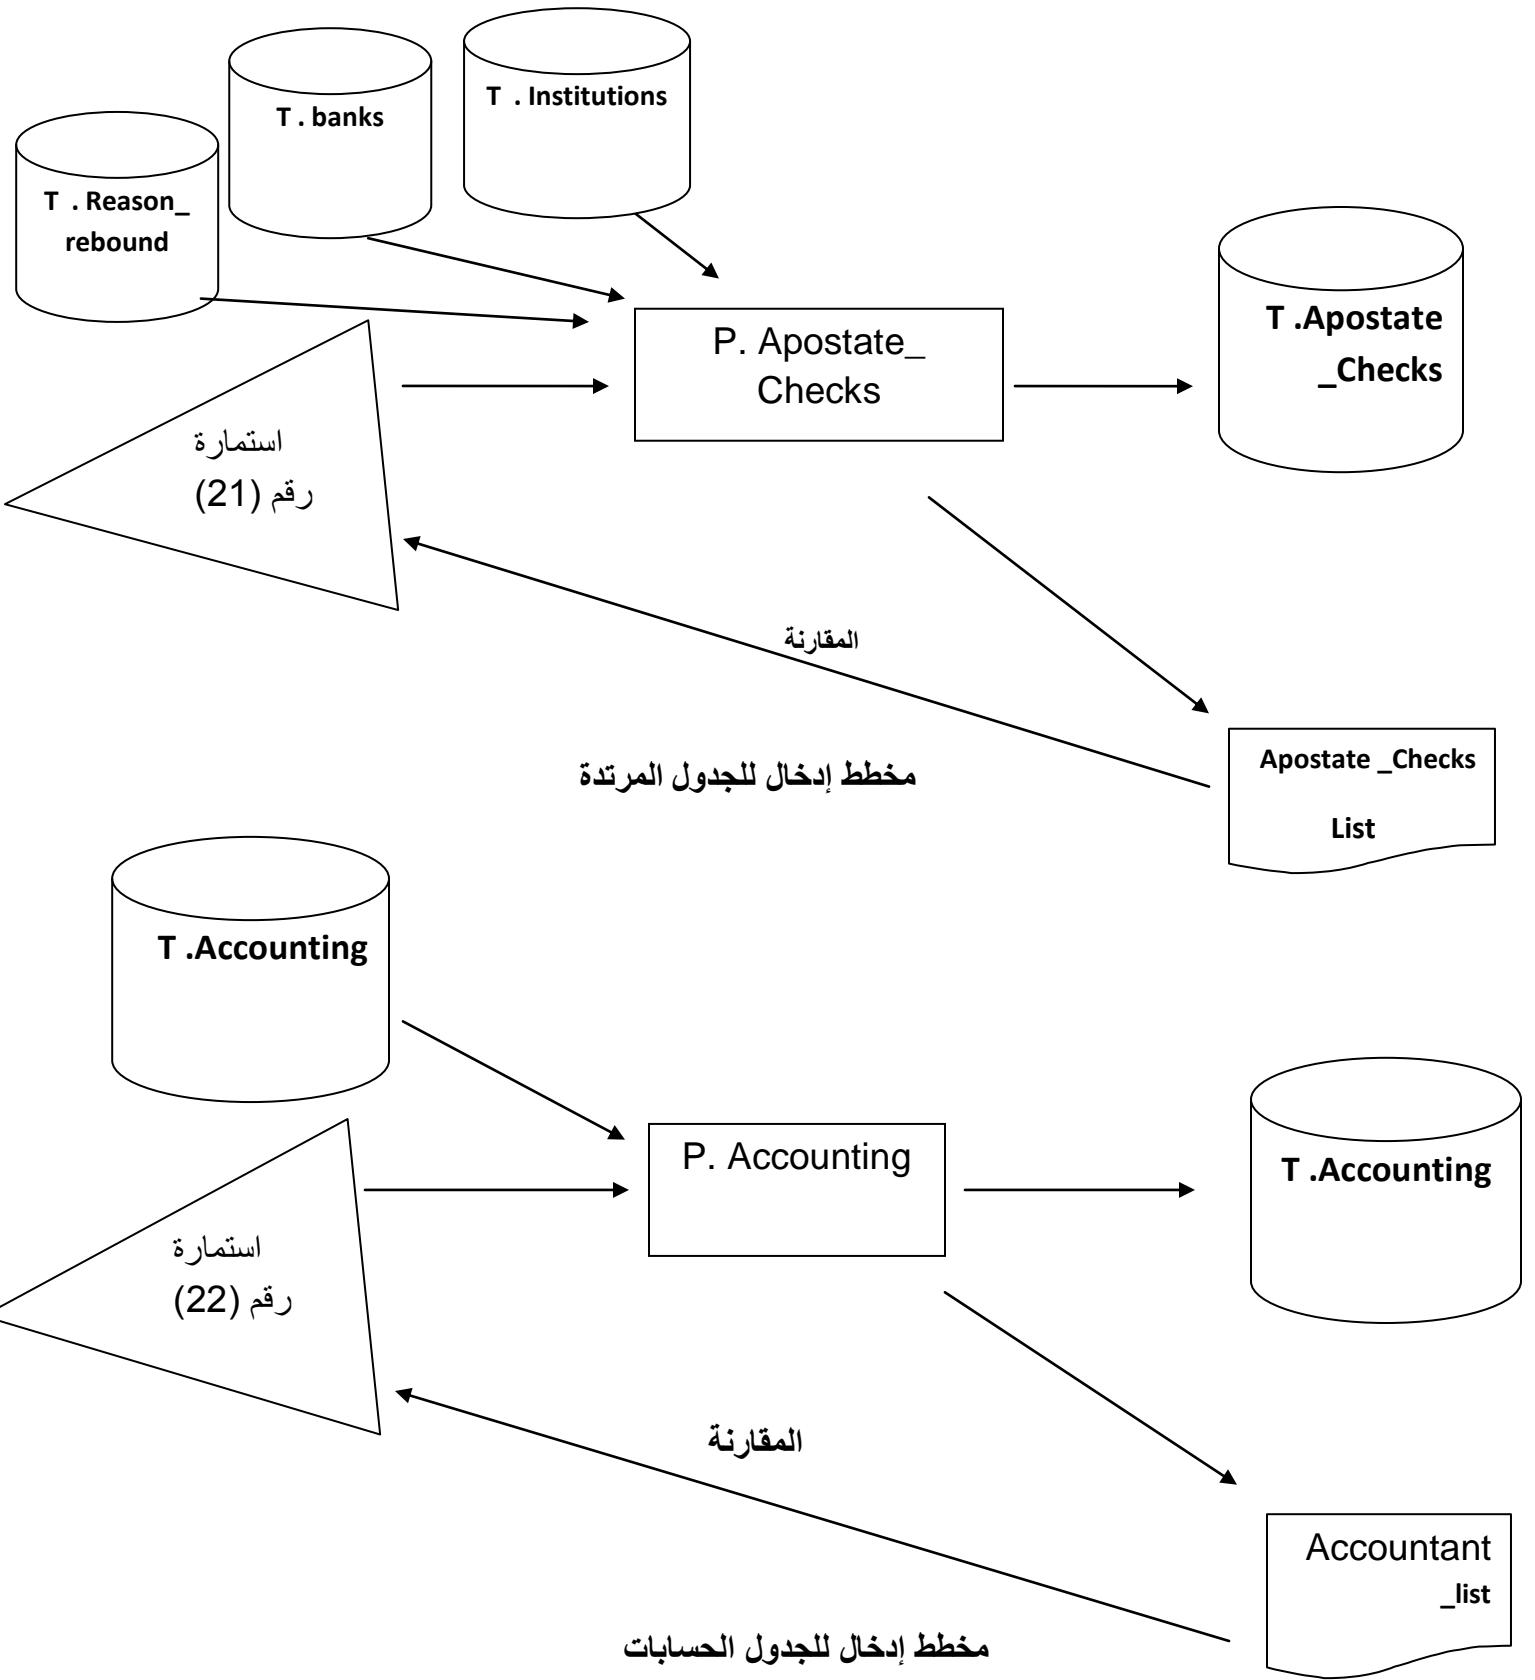 T . Institutions
T . banks
T . Reason_
rebound
T .Apostate
_Checks
P. Apostate_
Checks
استمارة
رقم (21)
المقارنة
Apostate _Checks
List
مخطط إدخال للجدول المرتدة
T .Accounting
P. Accounting
T .Accounting
استمارة
رقم (22)
المقارنة
Accountant
_list
مخطط إدخال للجدول الحسابات